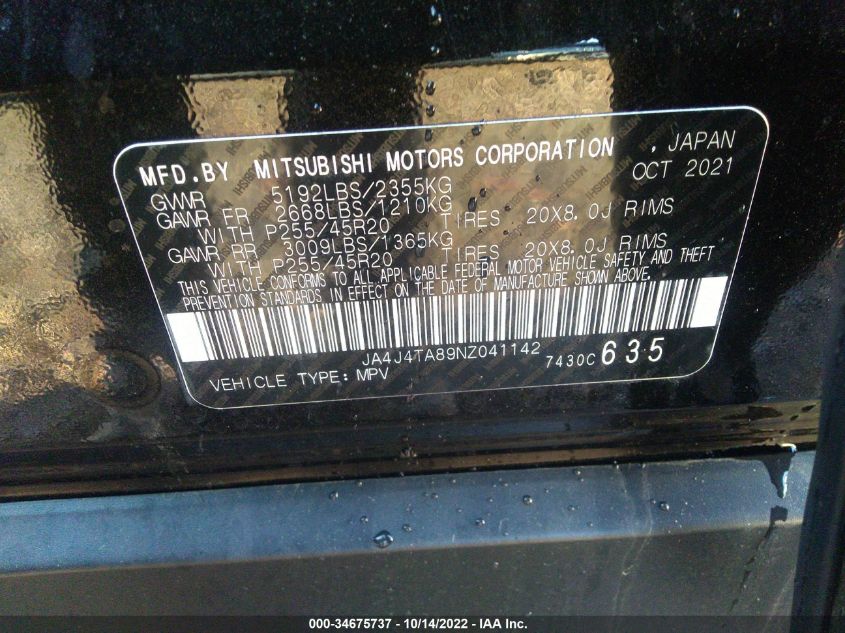 MFD.BY MITSUBISHI MOTORS CORPORATION , JAPAN
OCT 2021
GVWR 5192LBS/2355KG
GAWR FR 2668LBS/1210KG
WITH P255/45R20 TIRES 20X8.0J RIMS
GAWR RR 3009LBS/1365KG
WITH P255/45R20 TIRES 20X8.0J RIMS
THIS VEHICLE CONFORMS TO ALL APPLICABLE FEDERAL MOTOR VEHICLE SAFETY AND THEFT
PREVENTION STANDARDS IN EFFECT ON THE DATE OF MANUFACTURE SHOWN ABOVE.
JA4J4TA89NZ041142
7430C 635
VEHICLE TYPE: MPV
000-34675737 - 10/14/2022 - IAA Inc.